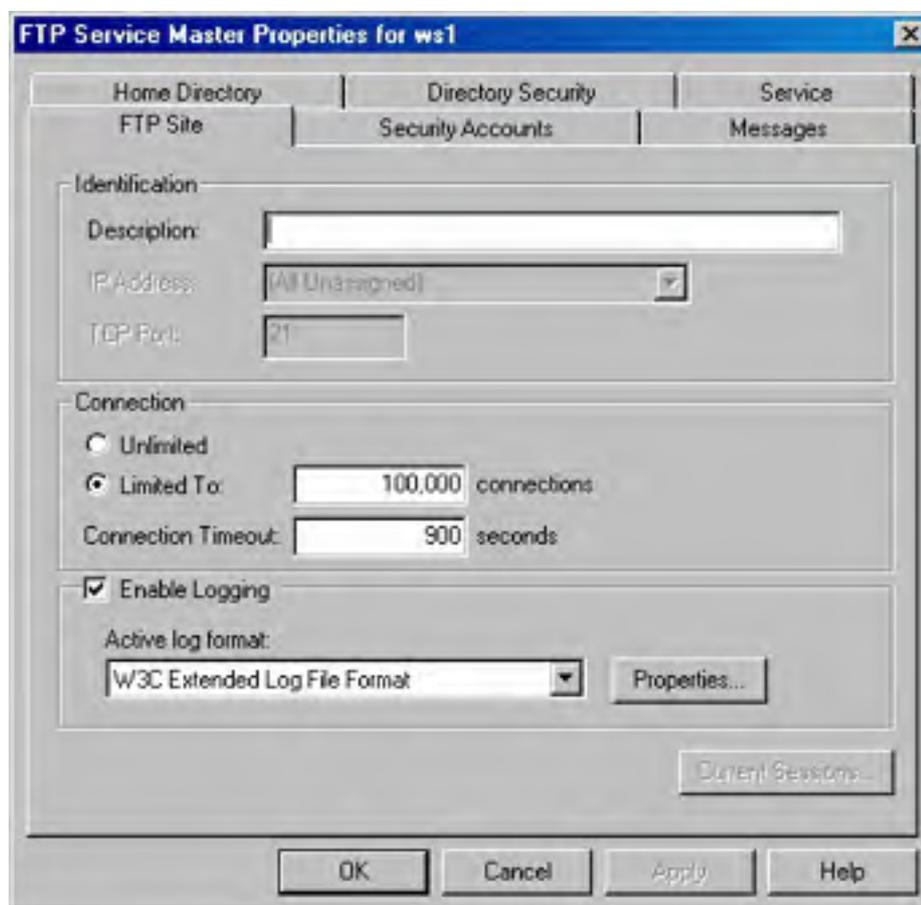 FTP Service Master Properties for ws1
Home Directory
Directory Security
Service
FTP Site
Security Accounts
Messages
Identification
Description:
IP Address:
(All Unassigned)
TCP Port:
21
Connection
Unlimited
Limited To:
100,000
connections
Connection Timeout:
900
seconds
Enable Logging
Active log format:
W3C Extended Log File Format
Properties...
Current Sessions...
OK
Cancel
Apply
Help